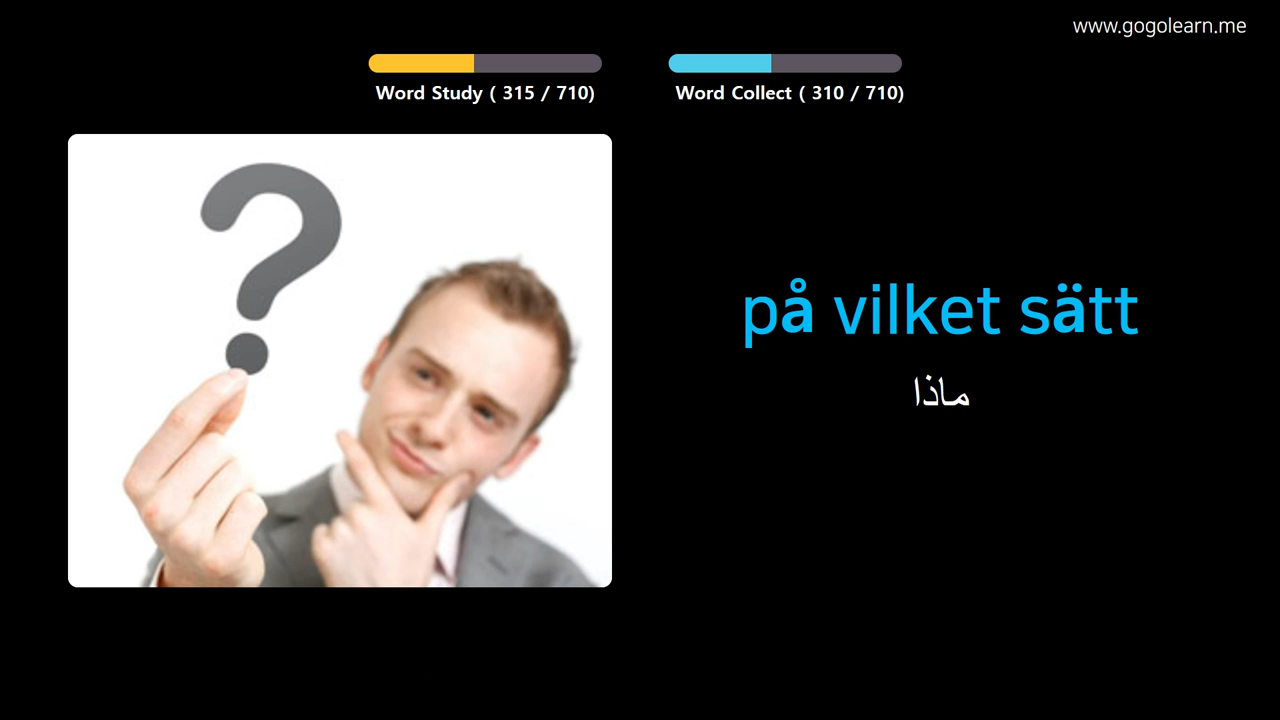 www.gogolearn.me
Word Study ( 315 / 710)
Word Collect ( 310 / 710)
?
på vilket sätt
ماذا